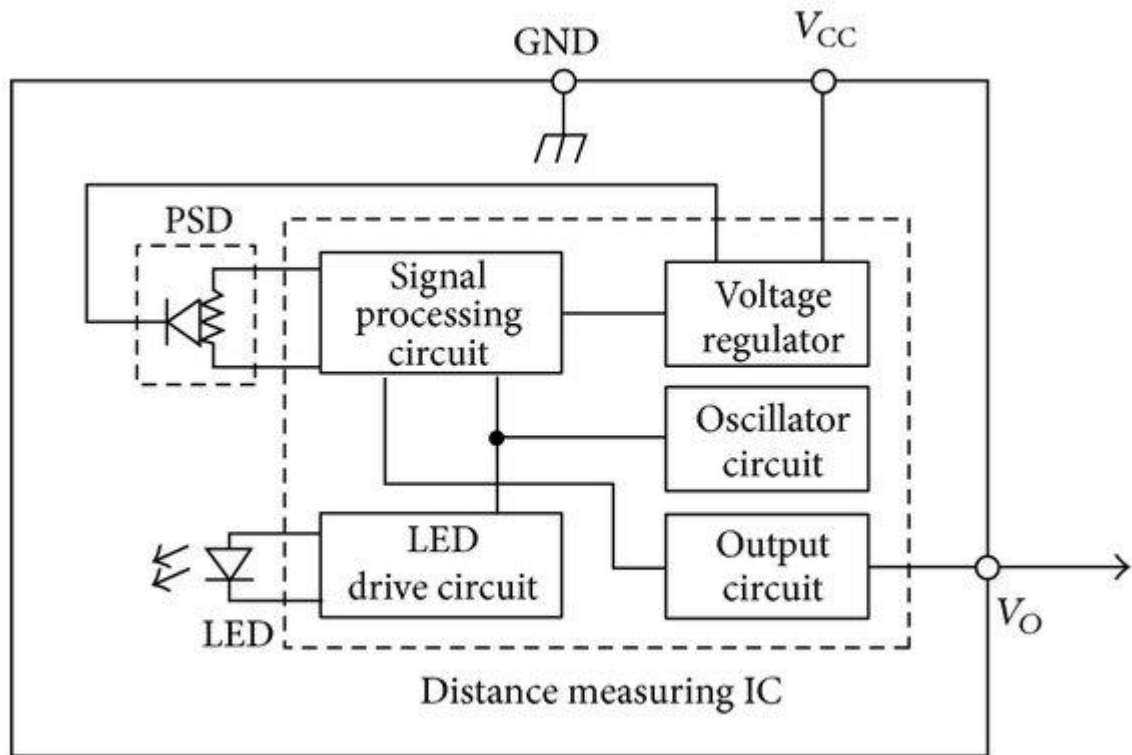 GND
V_CC
PSD
Signal
processing
circuit
Voltage
regulator
Oscillator
circuit
LED
drive circuit
Output
circuit
LED
V_O
Distance measuring IC